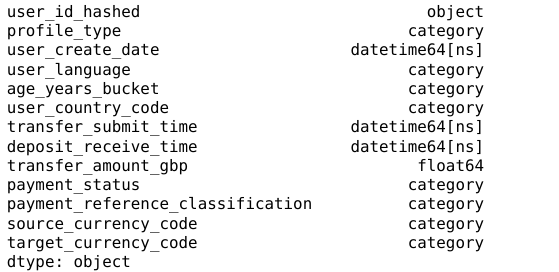 user_id_hashed object
profile_type category
user_create_date datetime64[ns]
user_language category
age_years_bucket category
user_country_code category
transfer_submit_time datetime64[ns]
deposit_receive_time datetime64[ns]
transfer_amount_gbp float64
payment_status category
payment_reference_classification category
source_currency_code category
target_currency_code category
dtype: object